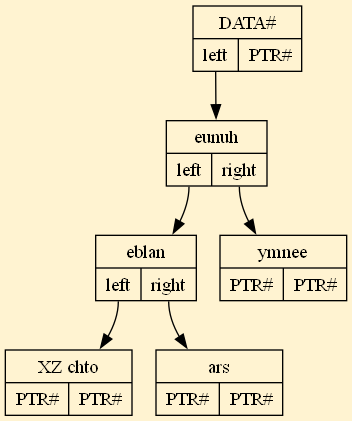 DATA#
left PTR#
eunuh
left right
eblan ymnee
left right PTR# PTR#
XZ chto ars
PTR# PTR# PTR# PTR#